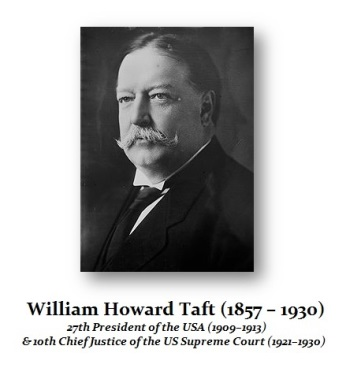 William Howard Taft (1857 – 1930)
27th President of the USA (1909–1913)
& 10th Chief Justice of the US Supreme Court (1921–1930)